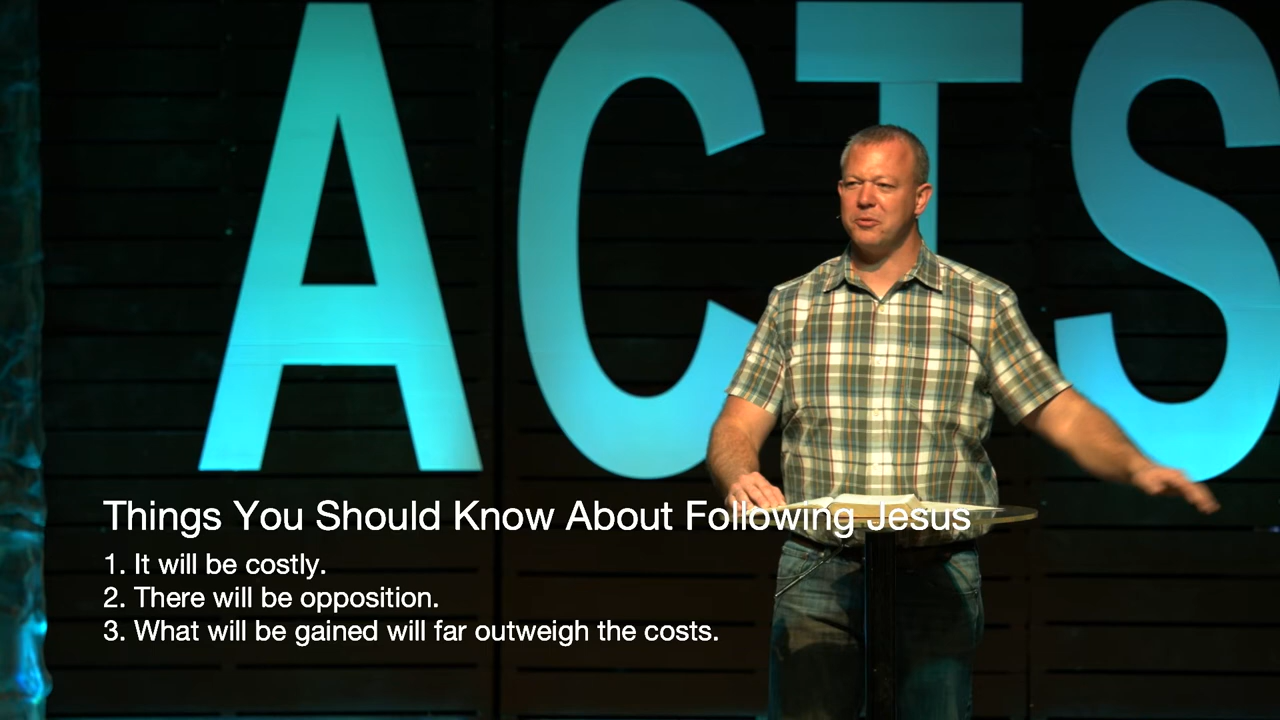 ACTS
Things You Should Know About Following Jesus
1. It will be costly.
2. There will be opposition.
3. What will be gained will far outweigh the costs.